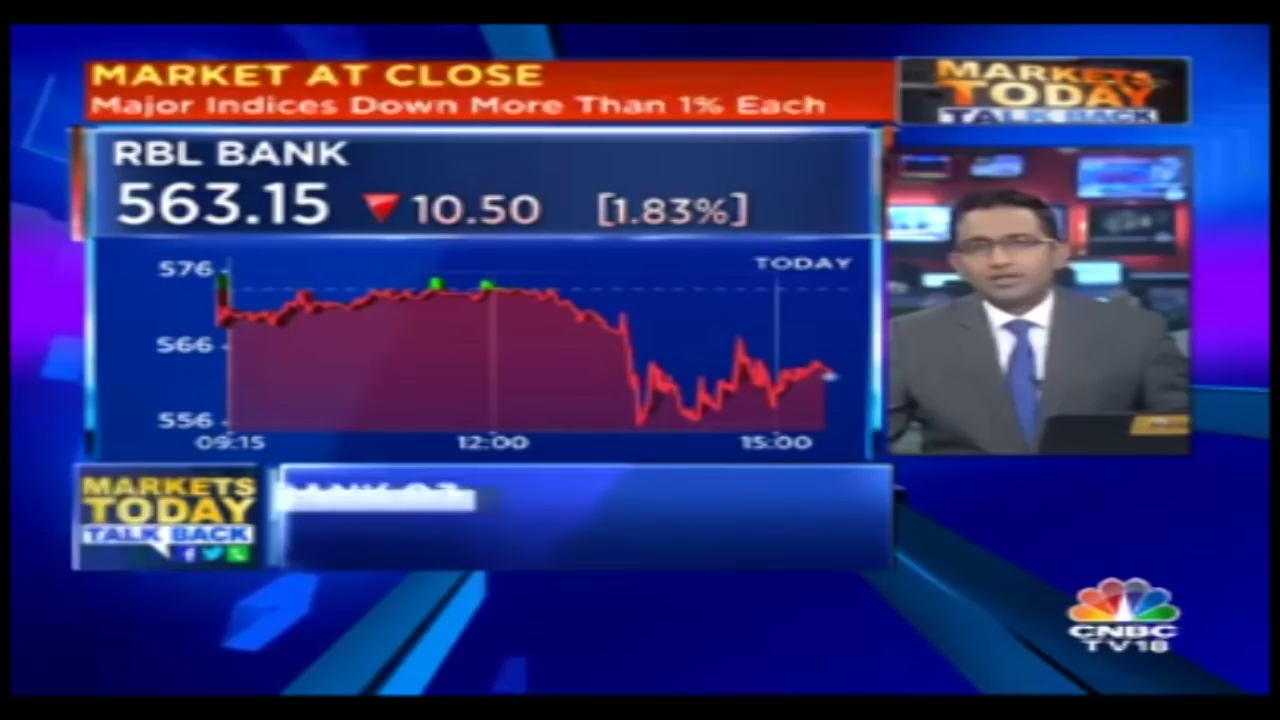 MARKET AT CLOSE
Major Indices Down More Than 1% Each
MARKETS
TODAY
TALK BACK
RBL BANK
563.15 ▼ 10.50 [1.83%]
TODAY
576
566
556
09:15 12:00 15:00
MARKETS
TODAY
TALK BACK
CNBC
TV18